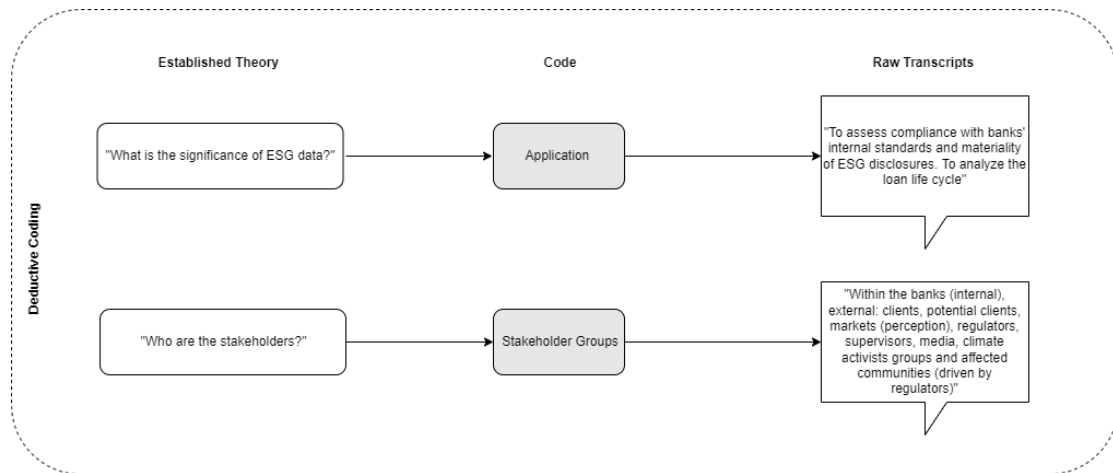 Established Theory
Code
Raw Transcripts
"What is the significance of ESG data?"
Application
"To assess compliance with banks'
internal standards and materiality
of ESG disclosures. To analyze the
loan life cycle"
Deductive Coding
"Who are the stakeholders?"
Stakeholder Groups
"Within the banks (internal),
external: clients, potential clients,
markets (perception), regulators,
supervisors, media, climate
activists groups and affected
communities (driven by
regulators)"